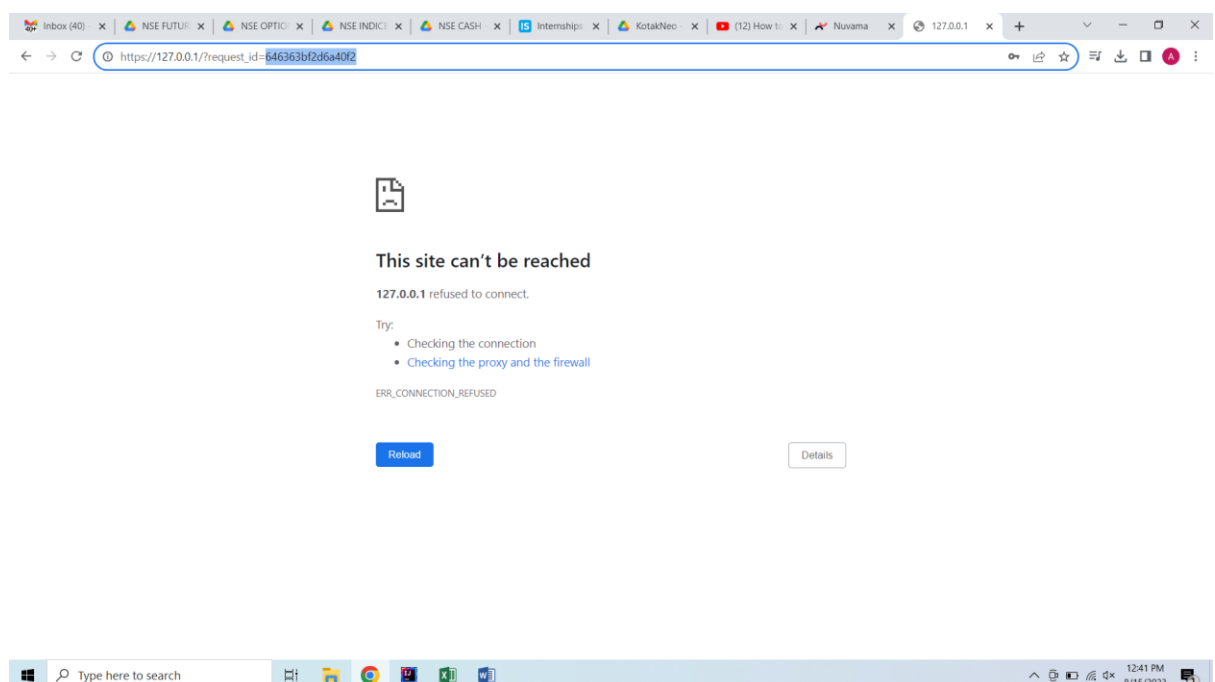 Inbox (40) - NSE FUTUR NSE OPTIO NSE INDICE NSE CASH - IS Internships KotakNeo - (12) How to Nuvama 127.0.0.1
https://127.0.0.1/?request_id=646363bf2d6a40f2 A
This site can't be reached
127.0.0.1 refused to connect.
Try:
• Checking the connection
• Checking the proxy and the firewall
ERR_CONNECTION_REFUSED
Reload Details
Type here to search 12:41 PM